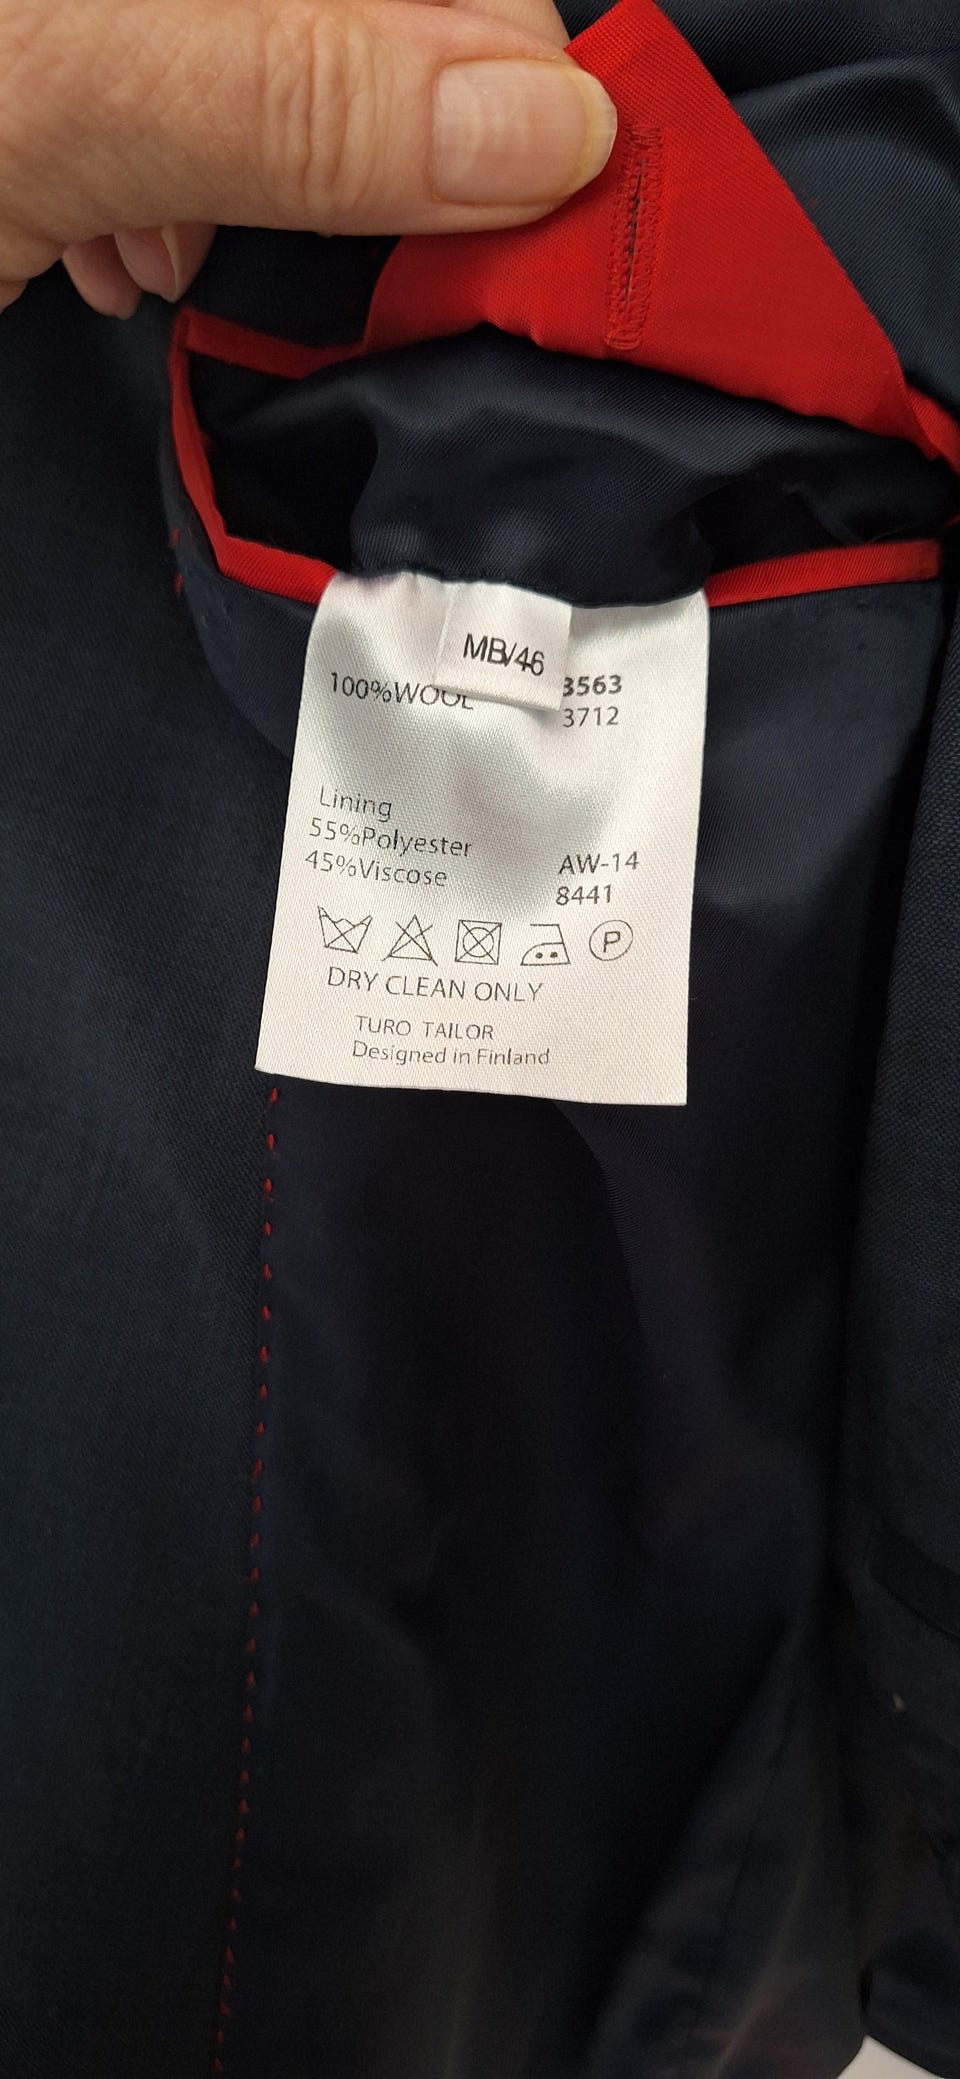 MB/46
100%WOOL
3563
3712
Lining
55%Polyester
45%Viscose
AW-14
8441
P
DRY CLEAN ONLY
TURO TAILOR
Designed in Finland